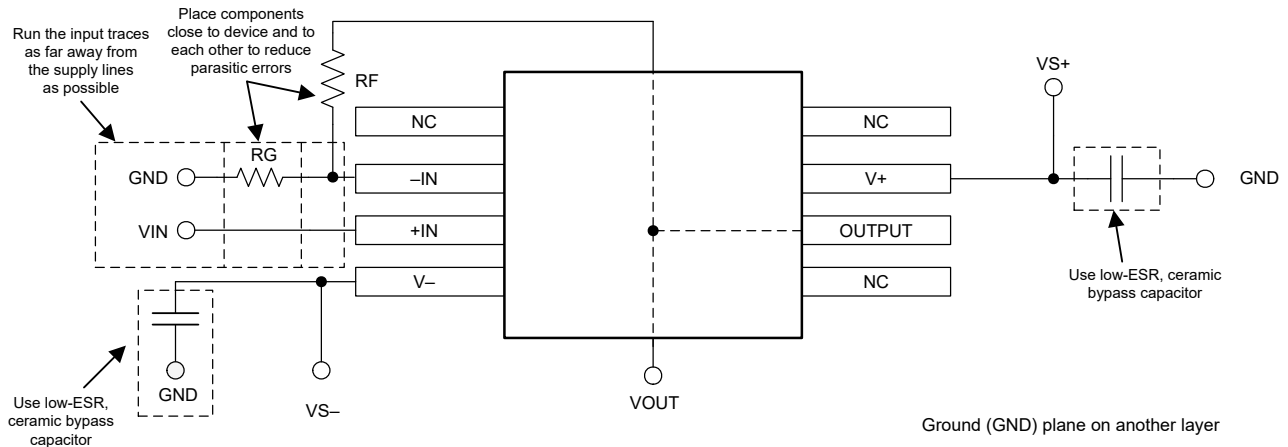 Run the input traces
as far away from
the supply lines
as possible
Place components
close to device and to
each other to reduce
parasitic errors
RF
VS+
NC
NC
RG
GND
–IN
V+
GND
VIN
+IN
OUTPUT
V–
NC
Use low-ESR, ceramic
bypass capacitor
GND
VS–
VOUT
Use low-ESR,
ceramic bypass
capacitor
Ground (GND) plane on another layer